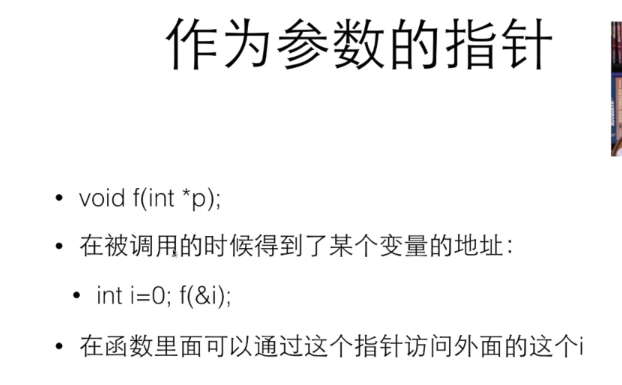 作为参数的指针
• void f(int *p);
• 在被调用的时候得到了某个变量的地址：
• int i=0; f(&i);
• 在函数里面可以通过这个指针访问外面的这个i